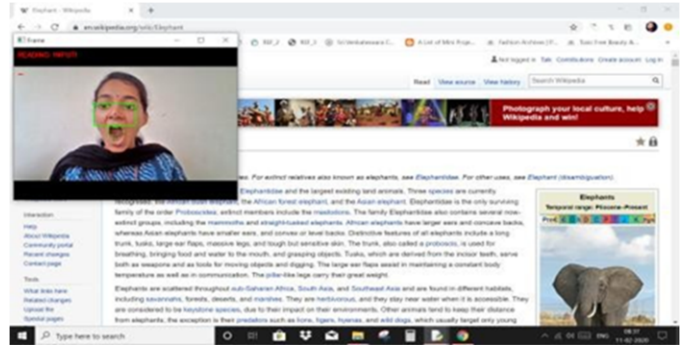 Elephant - Wikipedia
en.wikipedia.org/wiki/Elephant
Frame
READING INPUT!
Not logged in Talk Contributions Create account Log in
Read View source View history Search Wikipedia
Photograph your local culture, help
Wikipedia and win!
For extinct relatives also known as elephants, see Elephantidae. For other uses, see Elephant (disambiguation).
Elephantidae and the largest existing land animals. Three species are currently
recognised: the African bush elephant, the African forest elephant, and the Asian elephant. Elephantidae is the only surviving
family of the order Proboscidea; extinct members include the mastodons. The family Elephantidae also contains several now-
extinct groups, including the mammoths and straight-tusked elephants. African elephants have larger ears and concave backs,
whereas Asian elephants have smaller ears, and convex or level backs. Distinctive features of all elephants include a long
trunk, tusks, large ear flaps, massive legs, and tough but sensitive skin. The trunk, also called a proboscis, is used for
breathing, bringing food and water to the mouth, and grasping objects. Tusks, which are derived from the incisor teeth, serve
both as weapons and as tools for moving objects and digging. The large ear flaps assist in maintaining a constant body
temperature as well as in communication. The pillar-like legs carry their great weight.
Elephants are scattered throughout sub-Saharan Africa, South Asia, and Southeast Asia and are found in different habitats,
including savannahs, forests, deserts, and marshes. They are herbivorous, and they stay near water when it is accessible. They
are considered to be keystone species, due to their impact on their environments. Other animals tend to keep their distance
from elephants; the exception is their predators such as lions, tigers, hyenas, and wild dogs, which usually target only young
Elephants
Temporal range: Pliocene–Present
Interaction
Help
About Wikipedia
Community portal
Recent changes
Contact page
Tools
What links here
Related changes
Upload file
Special pages
Type here to search
ENG
08:37
11-02-2020